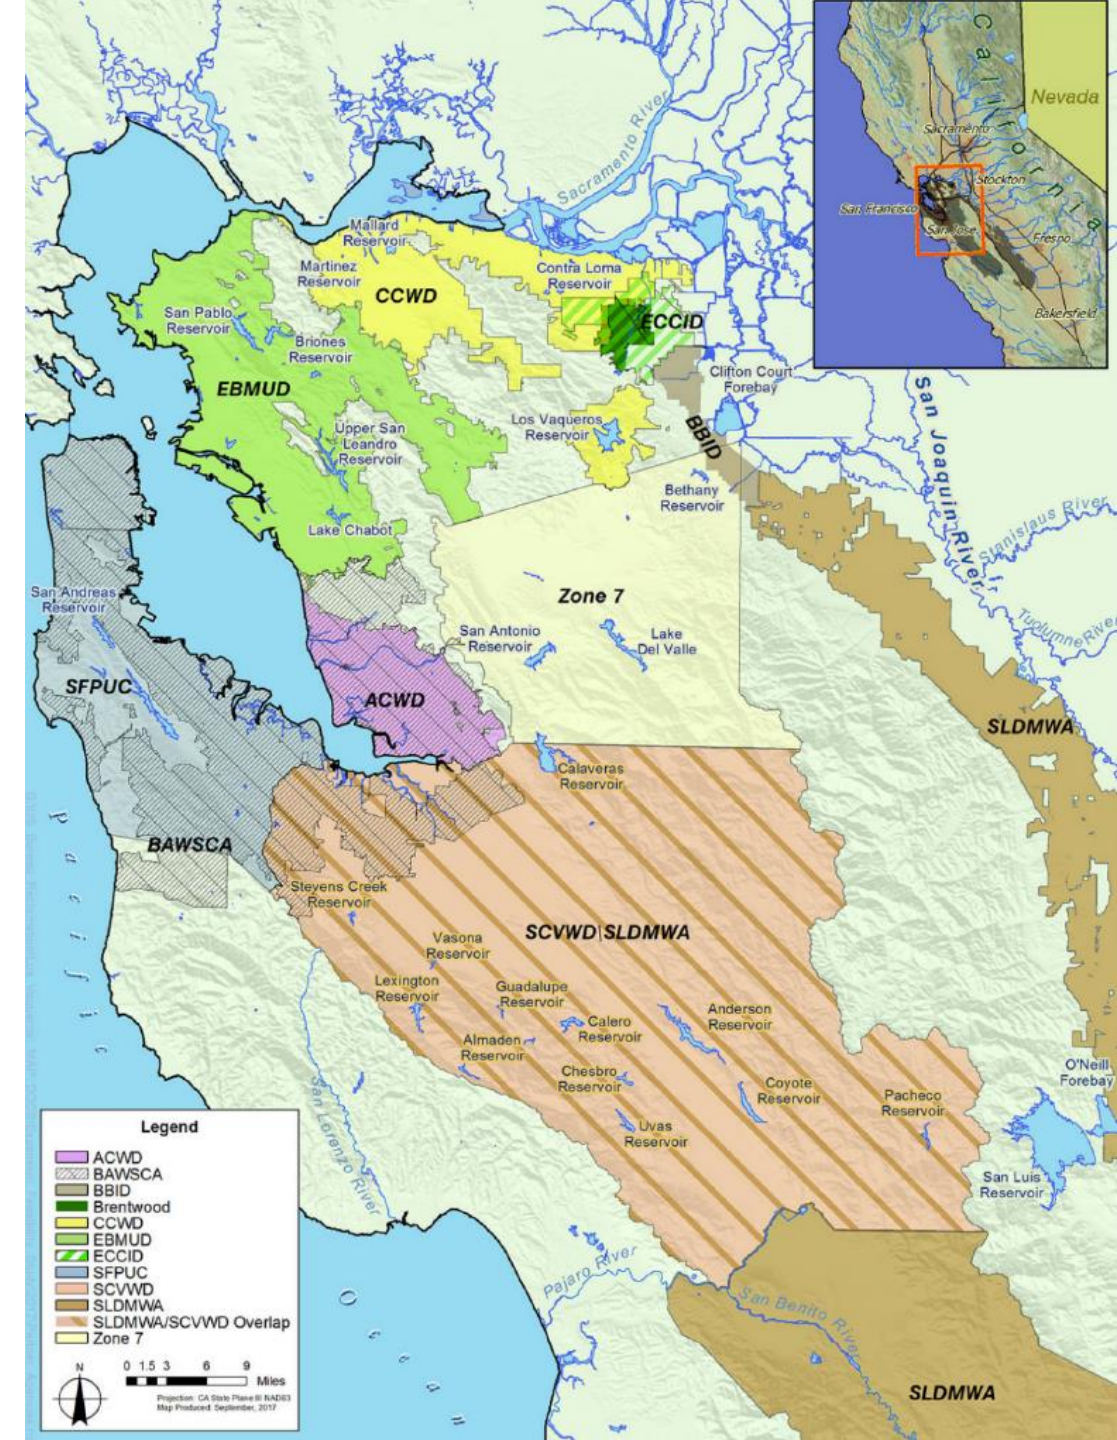 California
Nevada
Sacramento
Stockton
San Francisco
San Jose
Fresno
Bakersfield
Sacramento River
Mallard
Reservoir
Martinez
Reservoir
CCWD
Contra Loma
Reservoir
ECCID
San Pablo
Reservoir
Briones
Reservoir
EBMUD
Clifton Court
Forebay
Los Vaqueros
Reservoir
BBID
Upper San
Leandro
Reservoir
Bethany
Reservoir
San Joaquin River
Stanislaus River
Lake Chabot
San Andreas
Reservoir
Zone 7
San Antonio
Reservoir
Lake
Del Valle
Tuolumne River
SFPUC
ACWD
SLDMWA
Calaveras
Reservoir
BAWSCA
Stevens Creek
Reservoir
SCVWD\SLDMWA
Vasona
Reservoir
Lexington
Reservoir
Guadalupe
Reservoir
Anderson
Reservoir
Calero
Reservoir
Almaden
Reservoir
Chesbro
Reservoir
Coyote
Reservoir
Pacheco
Reservoir
Uvas
Reservoir
O'Neill
Forebay
San Luis
Reservoir
San Lorenzo River
Pajaro River
San Benito River
SLDMWA
Pacific
Ocean
Legend
ACWD
BAWSCA
BBID
Brentwood
CCWD
EBMUD
ECCID
SFPUC
SCVWD
SLDMWA
SLDMWA/SCVWD Overlap
Zone 7
N
0 1.5 3 6 9
Miles
Projection: CA State Plane III NAD83
Map Produced: September, 2017